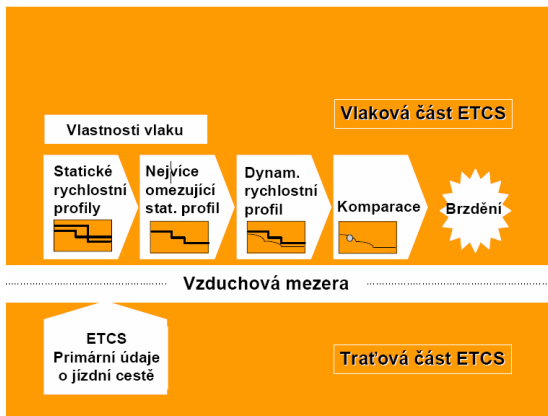 Vlaková část ETCS
Vlastnosti vlaku
Statické
rychlostní
profily
Nejvíce
omezující
stat. profil
Dynam.
rychlostní
profil
Komparace
Brzdění
Vzduchová mezera
ETCS
Primární údaje
o jízdní cestě
Traťová část ETCS